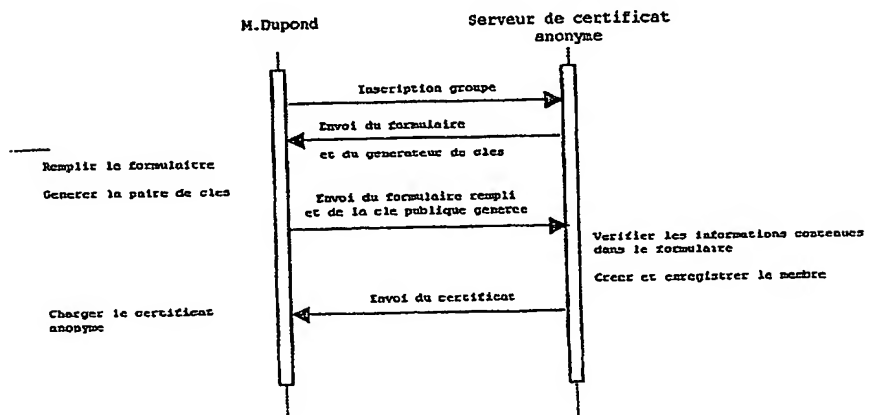 M.Dupond
Serveur de certificat
anonyme
Inscription groupe
Envoi du formulaire
et du generateur de cles
Remplir le formulaitre
Generer la paire de cles
Envoi du formulaire rempli
et de la cle publique generee
Verifier les informations contenues
dans le formulaire
Creer et enregistrer le membre
Envoi du certificat
Charger le certificat
anonyme